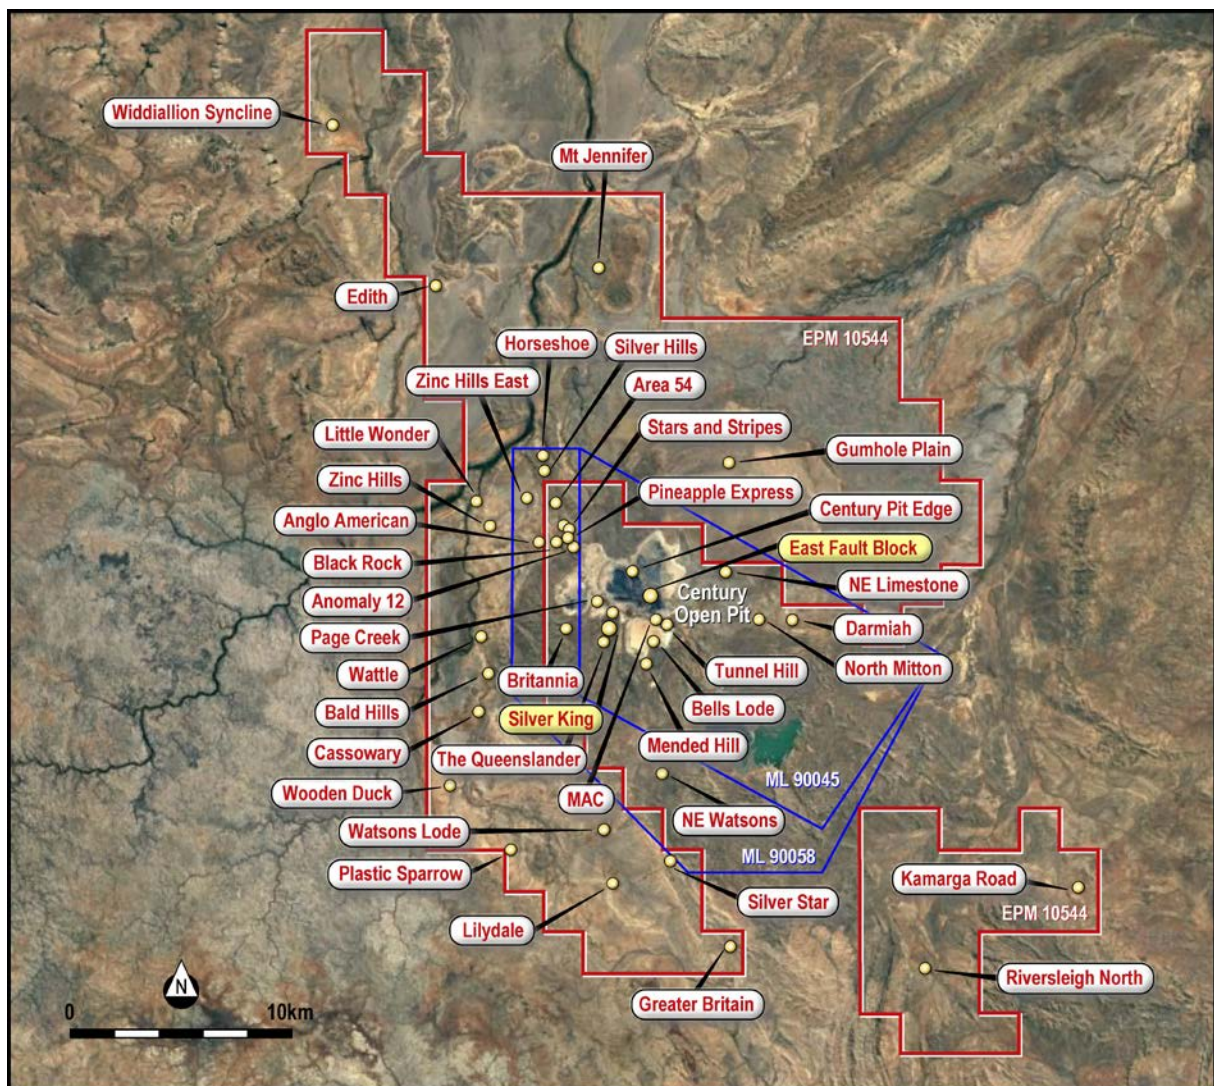 Widdiallion Syncline
Mt Jennifer
Edith
EPM 10544
Horseshoe
Silver Hills
Zinc Hills East
Area 54
Little Wonder
Stars and Stripes
Gumhole Plain
Zinc Hills
Pineapple Express
Century Pit Edge
Anglo American
East Fault Block
Black Rock
NE Limestone
Anomaly 12
Century
Open Pit
Page Creek
Darmiah
Wattle
Britannia
Tunnel Hill
North Mitton
Bald Hills
Silver King
Bells Lode
Cassowary
The Queenslander
Mended Hill
ML 90045
Wooden Duck
MAC
NE Watsons
Watsons Lode
ML 90058
Plastic Sparrow
Kamarga Road
Silver Star
EPM 10544
Lilydale
Riversleigh North
N
Greater Britain
0 10km